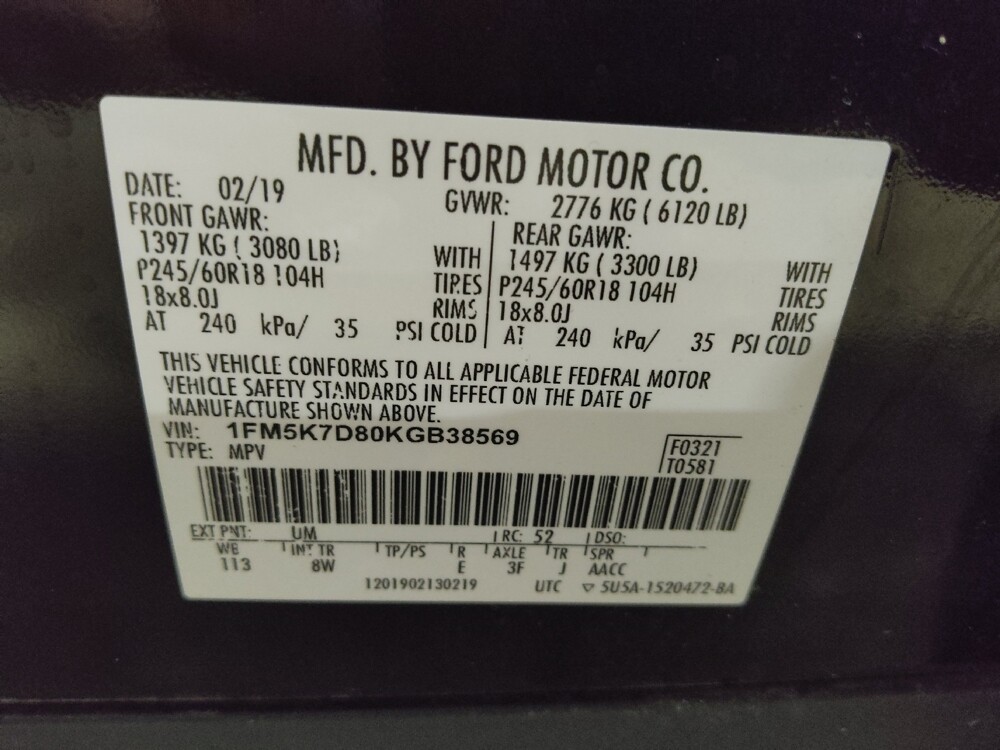 MFD. BY FORD MOTOR CO.
DATE: 02/19 GVWR: 2776 KG ( 6120 LB)
FRONT GAWR: REAR GAWR:
1397 KG ( 3080 LB) WITH 1497 KG ( 3300 LB) WITH
P245/60R18 104H TIRES P245/60R18 104H TIRES
18x8.0J RIMS 18x8.0J RIMS
AT 240 kPa/ 35 PSI COLD AT 240 kPa/ 35 PSI COLD
THIS VEHICLE CONFORMS TO ALL APPLICABLE FEDERAL MOTOR
VEHICLE SAFETY STANDARDS IN EFFECT ON THE DATE OF
MANUFACTURE SHOWN ABOVE.
VIN: 1FM5K7D80KGB38569
TYPE: MPV
F0321
T0581
EXT PNT: UM RC: 52 DSO:
WB INT TR TP/PS R AXLE TR SPR
113 8W E 3F J AACC
1201902130219 UTC ▽ 5U5A-1520472-BA